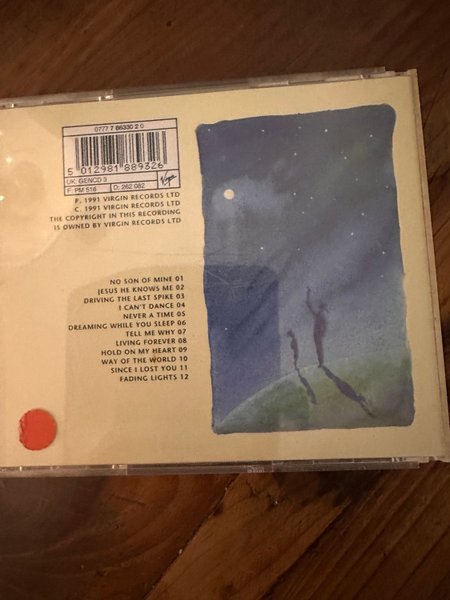 0777 7 86330 2 0
5 012981 889326
UK: GENCD 3
F: PM 516 D: 262 082
Virgin
P. 1991 VIRGIN RECORDS LTD
C. 1991 VIRGIN RECORDS LTD
THE COPYRIGHT IN THIS RECORDING
IS OWNED BY VIRGIN RECORDS LTD
NO SON OF MINE 01
JESUS HE KNOWS ME 02
DRIVING THE LAST SPIKE 03
I CAN'T DANCE 04
NEVER A TIME 05
DREAMING WHILE YOU SLEEP 06
TELL ME WHY 07
LIVING FOREVER 08
HOLD ON MY HEART 09
WAY OF THE WORLD 10
SINCE I LOST YOU 11
FADING LIGHTS 12